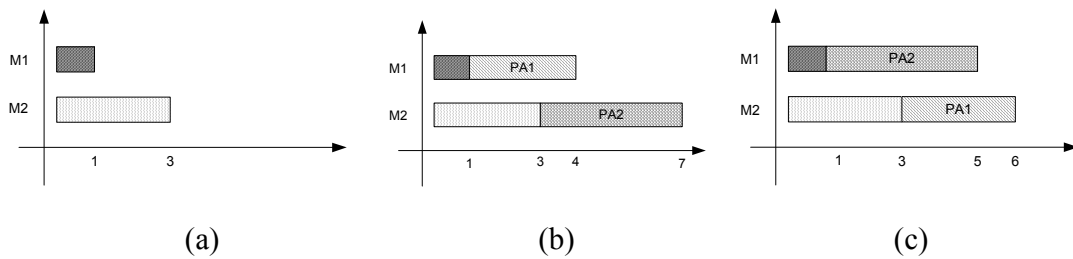 M1
M2
1 3
(a)
M1 PA1
M2 PA2
1 3 4 7
(b)
M1 PA2
M2 PA1
1 3 5 6
(c)